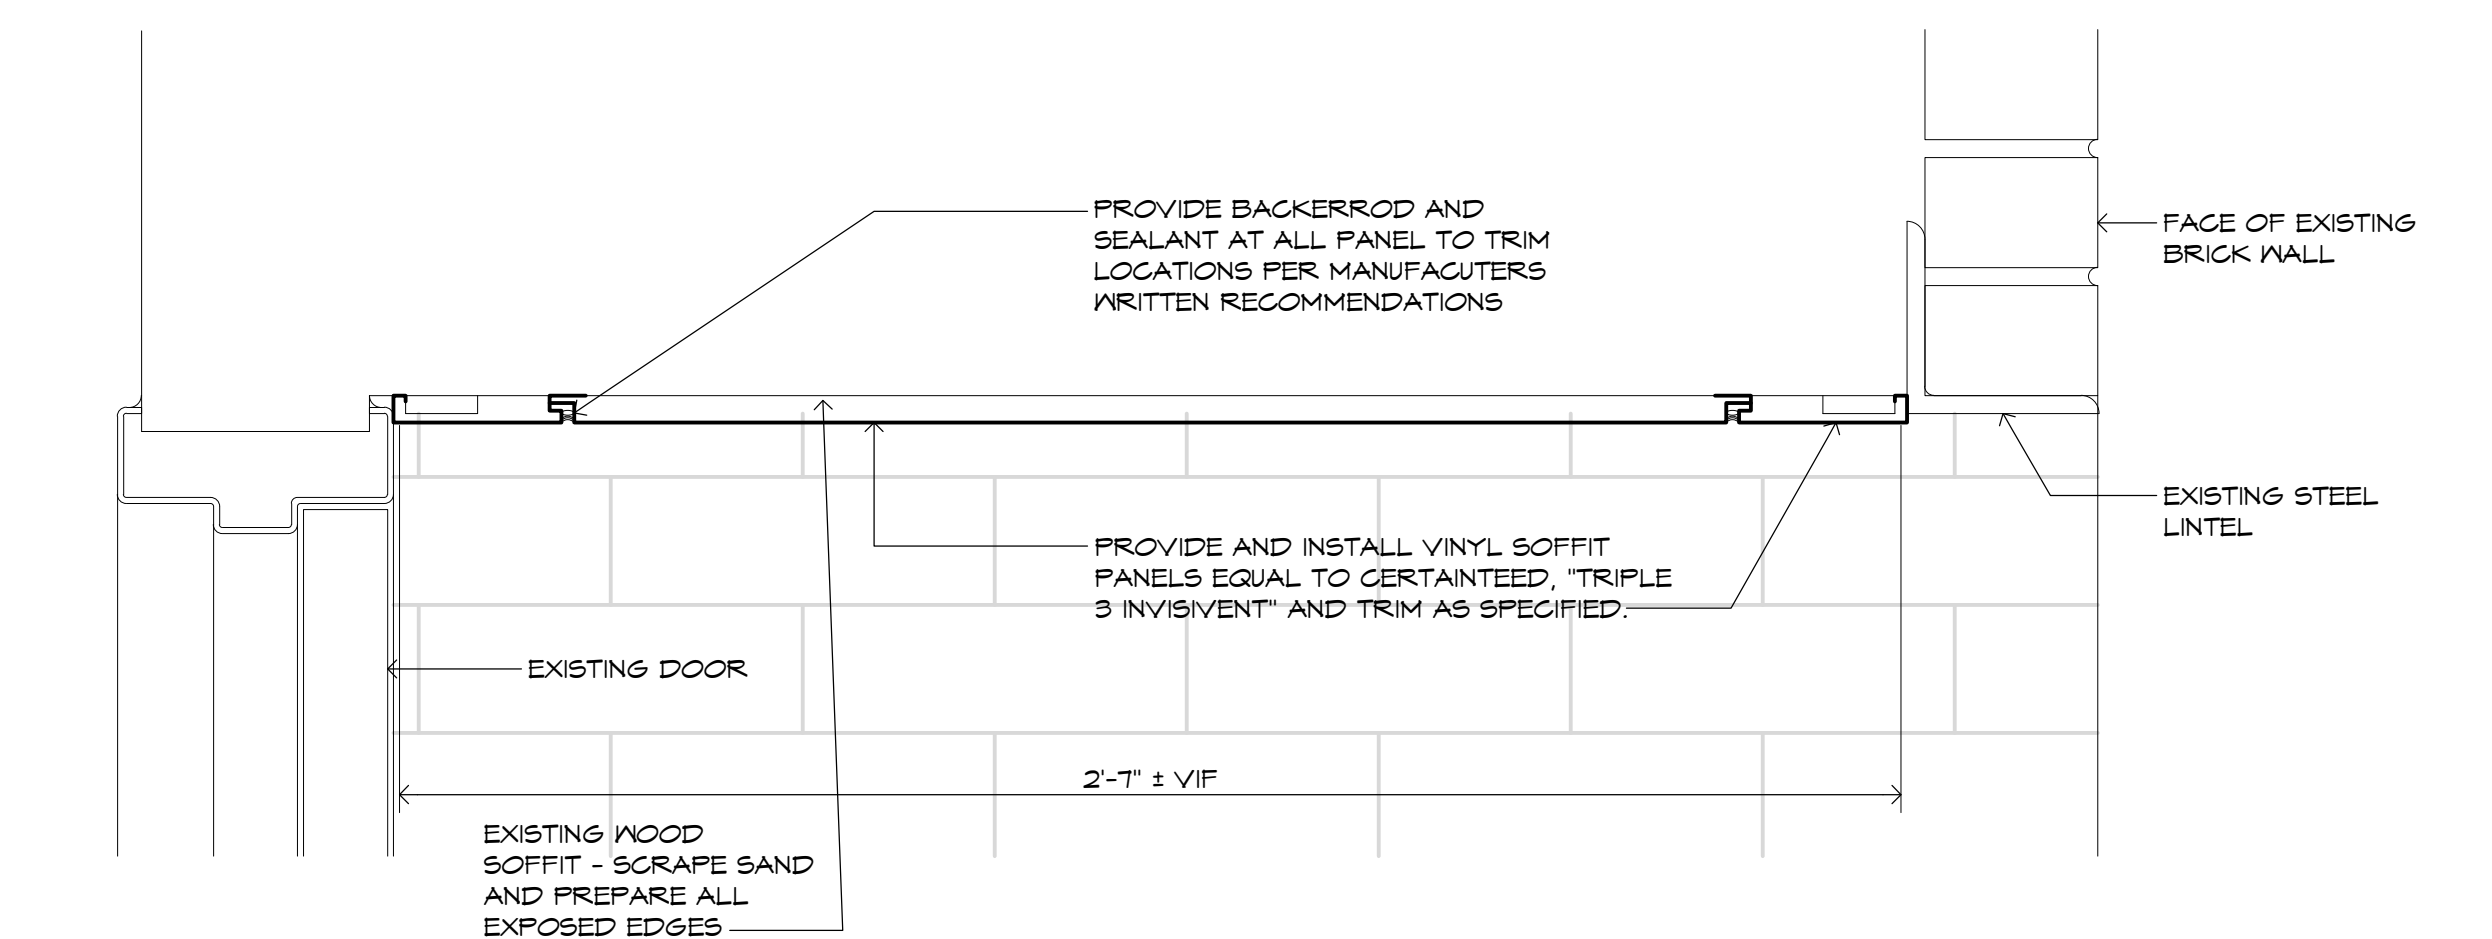 PROVIDE BACKERROD AND
SEALANT AT ALL PANEL TO TRIM
LOCATIONS PER MANUFACUTERS
WRITTEN RECOMMENDATIONS
FACE OF EXISTING
BRICK WALL
EXISTING STEEL
LINTEL
PROVIDE AND INSTALL VINYL SOFFIT
PANELS EQUAL TO CERTAINTEED, "TRIPLE
3 INVISIVENT" AND TRIM AS SPECIFIED.
EXISTING DOOR
2'-7" ± VIF
EXISTING WOOD
SOFFIT - SCRAPE SAND
AND PREPARE ALL
EXPOSED EDGES